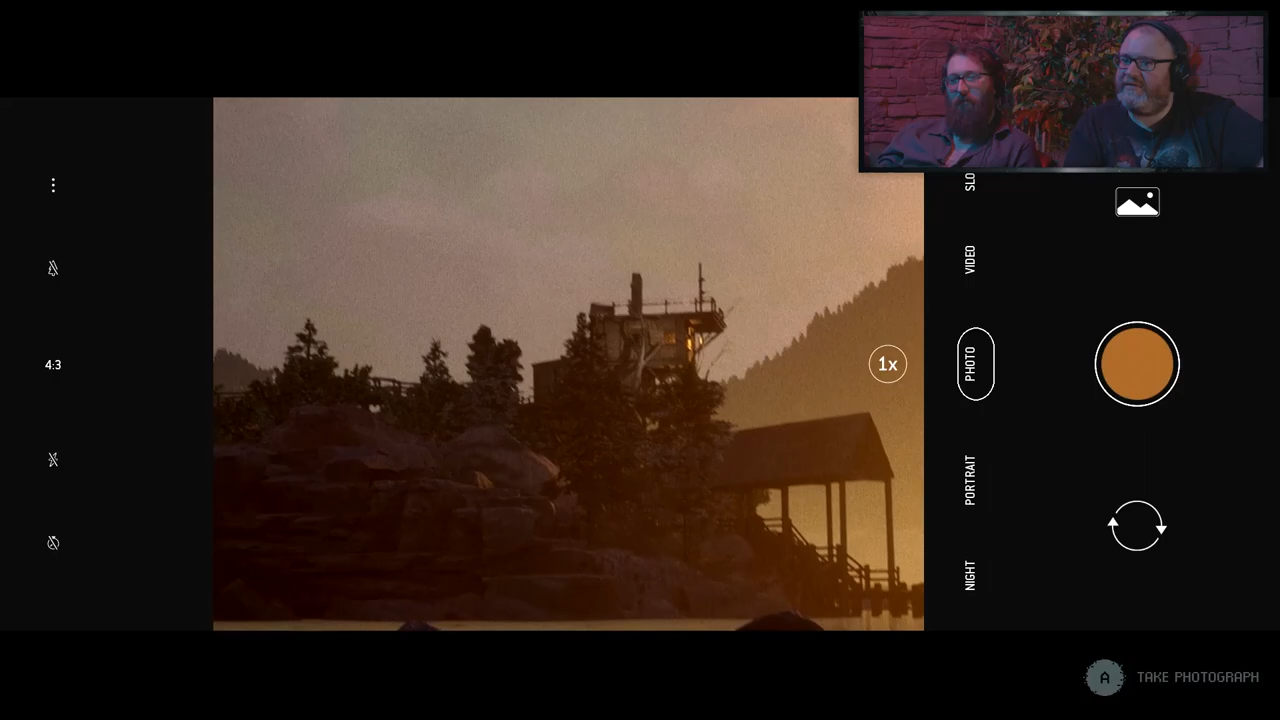 SLO
VIDEO
4:3
1x
PHOTO
PORTRAIT
NIGHT
A TAKE PHOTOGRAPH